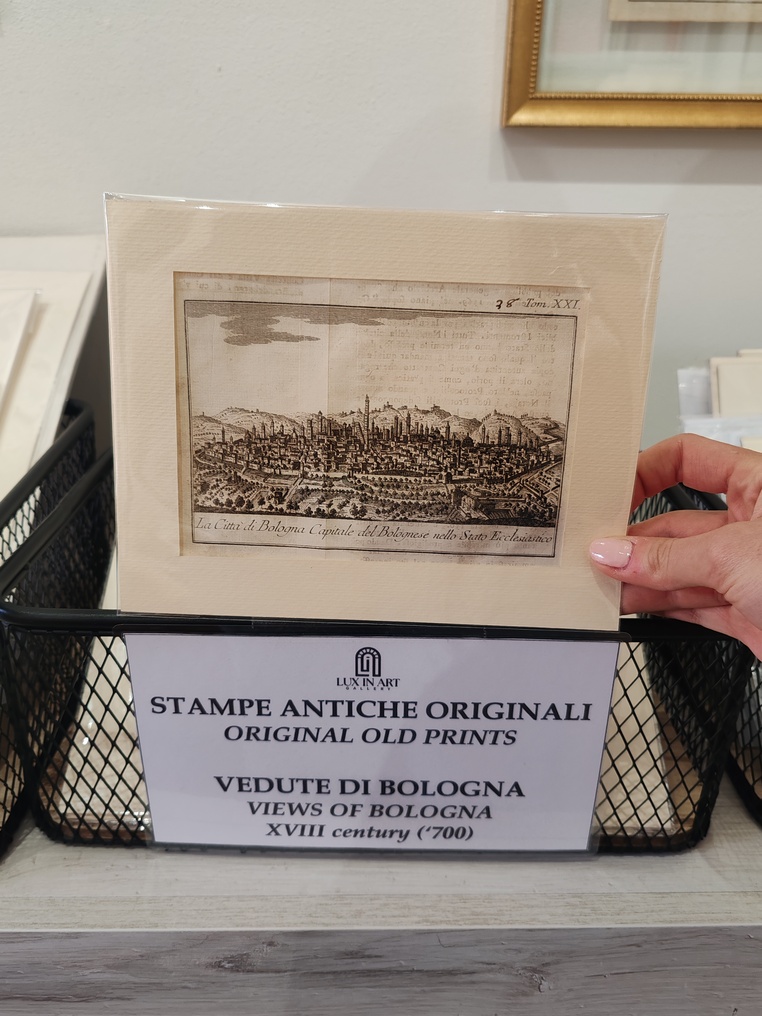 38 Tom. XXI.
La Città di Bologna Capitale del Bolognese nello Stato Ecclesiastico
LUX IN ART
GALLERY
STAMPE ANTICHE ORIGINALI
ORIGINAL OLD PRINTS
VEDUTE DI BOLOGNA
VIEWS OF BOLOGNA
XVIII century ('700)